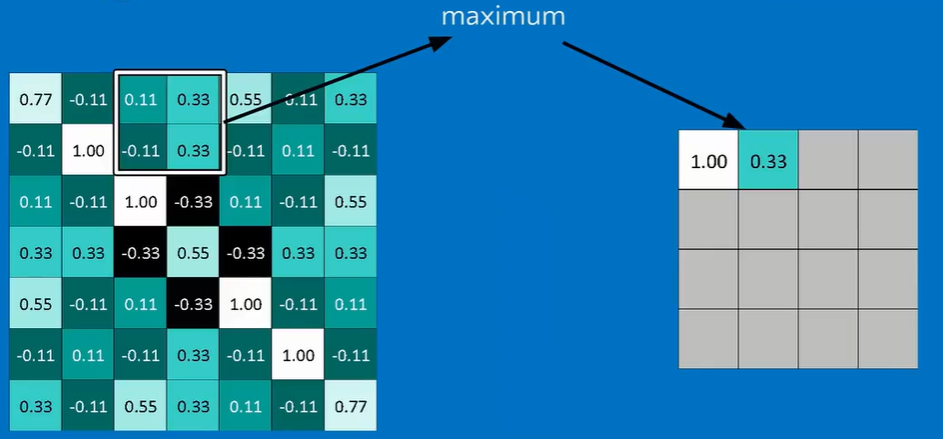 maximum
0.77 -0.11 0.11 0.33 0.55 -0.11 0.33
-0.11 1.00 -0.11 0.33 -0.11 0.11 -0.11
0.11 -0.11 1.00 -0.33 0.11 -0.11 0.55
0.33 0.33 -0.33 0.55 -0.33 0.33 0.33
0.55 -0.11 0.11 -0.33 1.00 -0.11 0.11
-0.11 0.11 -0.11 0.33 -0.11 1.00 -0.11
0.33 -0.11 0.55 0.33 0.11 -0.11 0.77
1.00 0.33